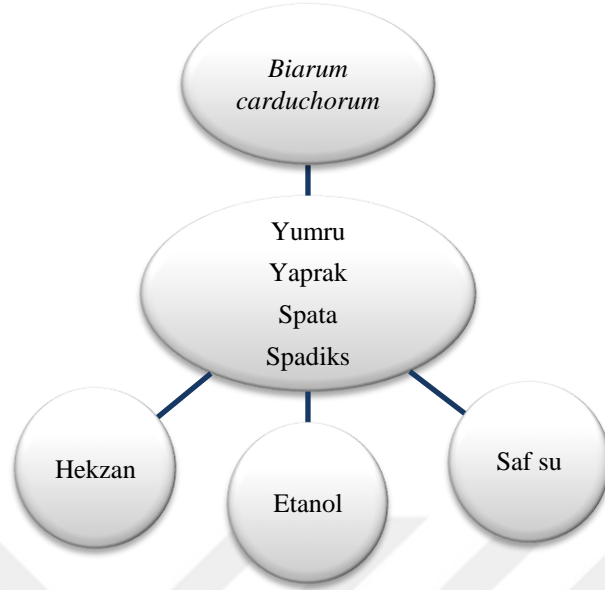 Biarum
carduchorum
Yumru
Yaprak
Spata
Spadiks
Hekzan
Etanol
Saf su